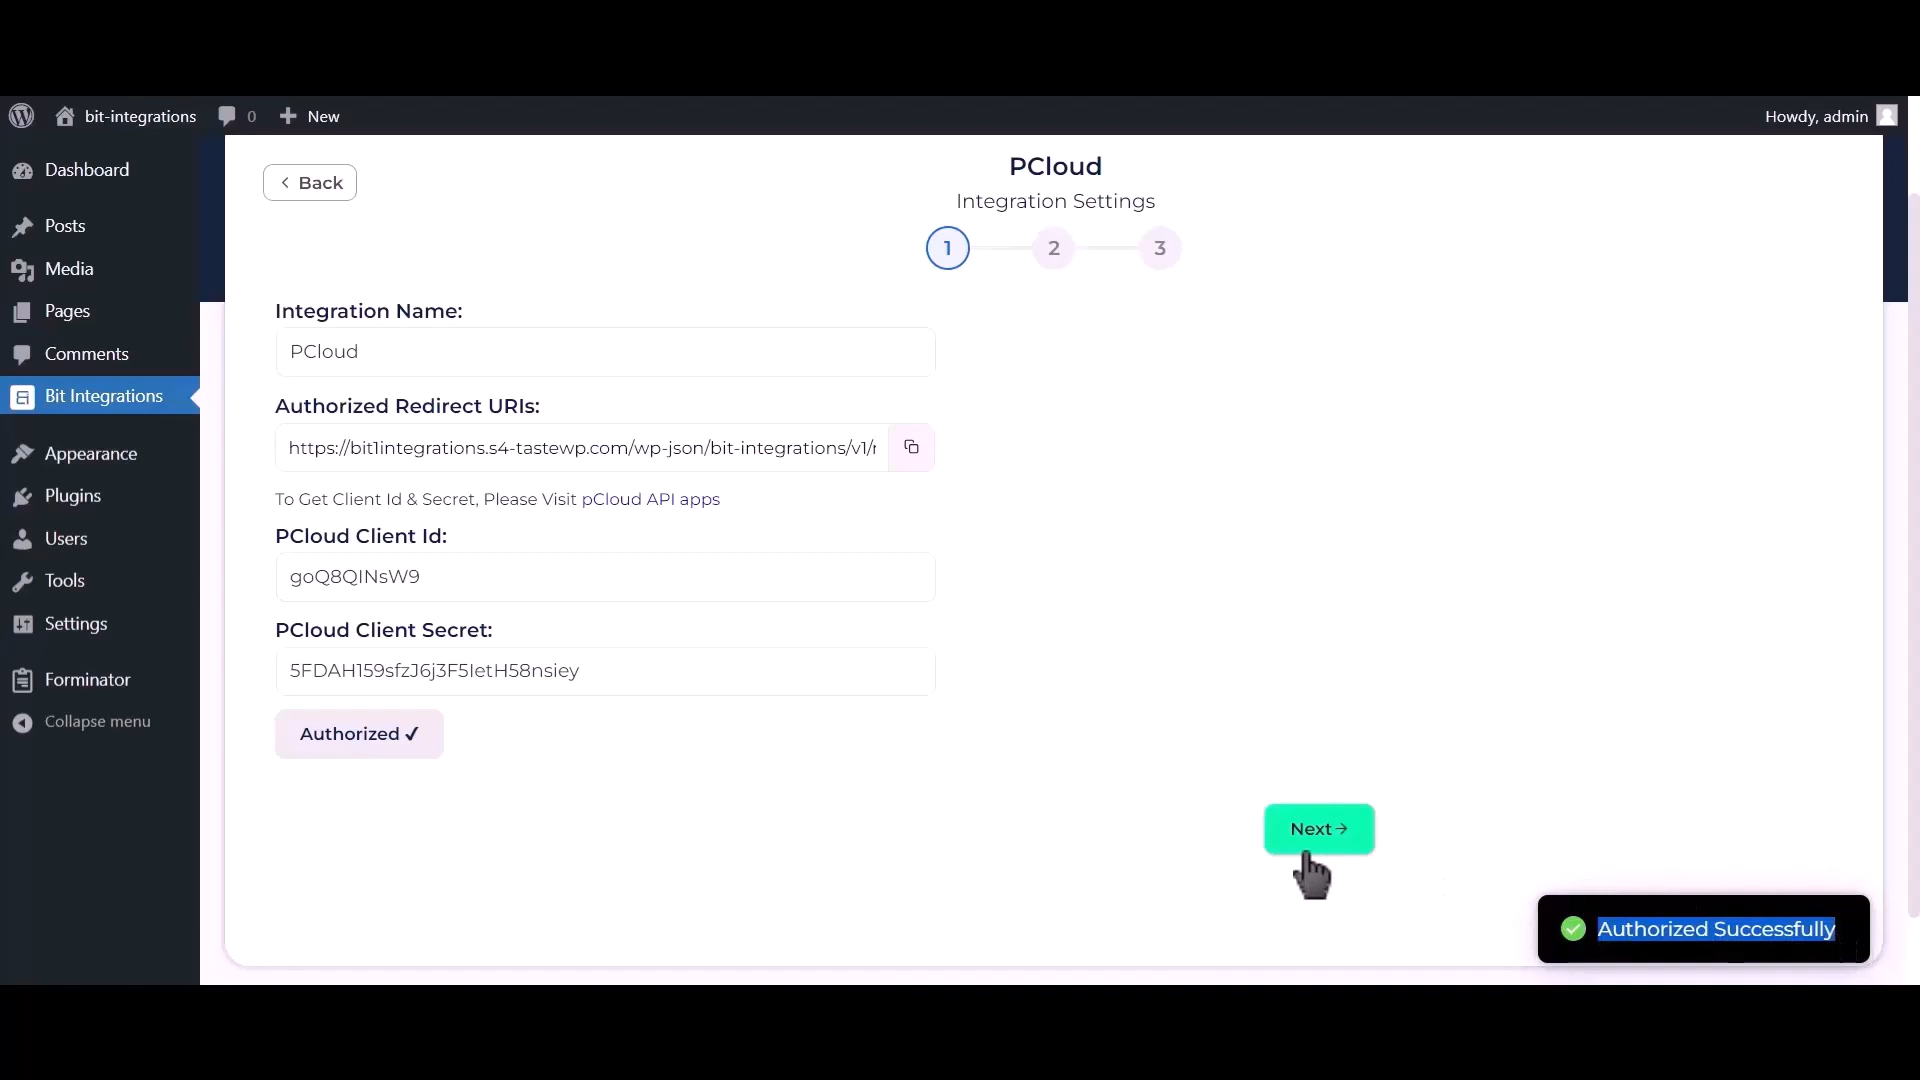 bit-integrations 0 New Howdy, admin
Dashboard
Posts
Media
Pages
Comments
Bit Integrations
Appearance
Plugins
Users
Tools
Settings
Forminator
Collapse menu
Back
PCloud
Integration Settings
1 2 3
Integration Name:
PCloud
Authorized Redirect URIs:
https://bit1integrations.s4-tastewp.com/wp-json/bit-integrations/v1/r
To Get Client Id & Secret, Please Visit pCloud API apps
PCloud Client Id:
goQ8QINsW9
PCloud Client Secret:
5FDAH159sfzJ6j3F5IetH58nsiey
Authorized ✓
Next→
Authorized Successfully